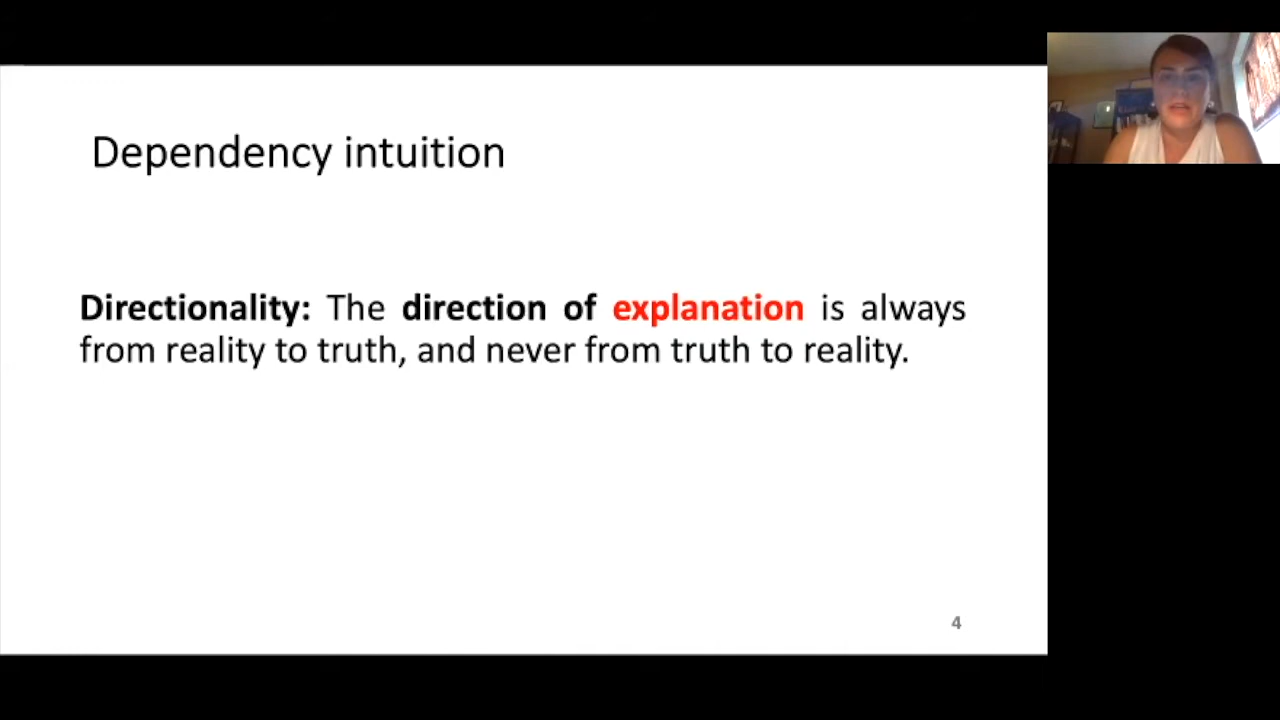 Dependency intuition
Directionality: The direction of explanation is always
from reality to truth, and never from truth to reality.
4